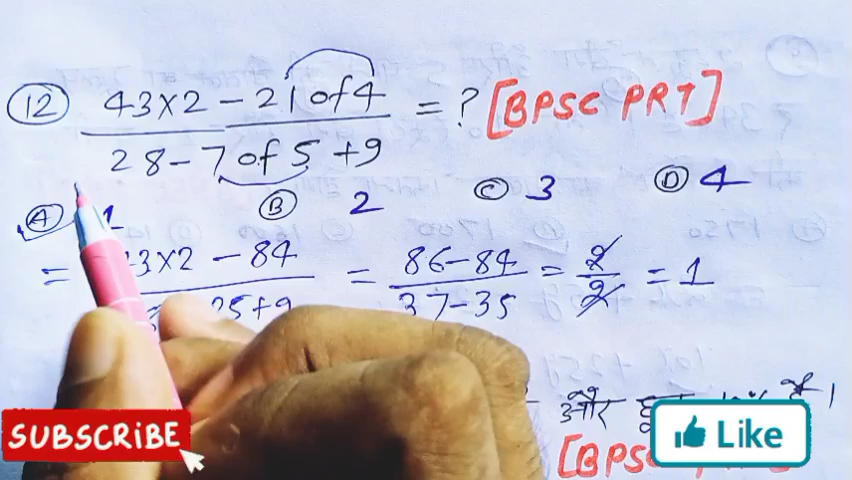 (12) 43×2 - 21 of 4 = ? [BPSC PRT]
28 - 7 of 5 + 9
(A) 1 (B) 2 (C) 3 (D) 4
= 3×2 - 84 = 86-84 = 2 = 1
35+9 37-35 2
और है।
[BPSC
SUBSCRIBE
Like